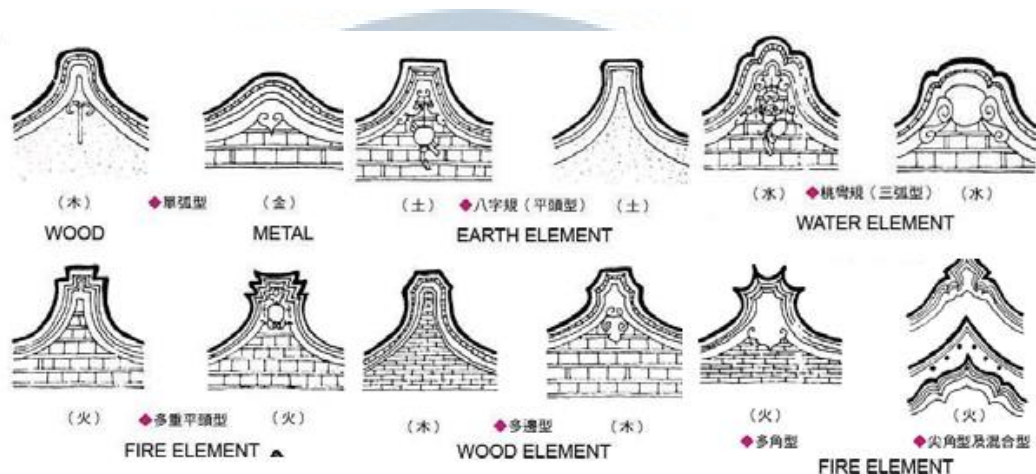 （木） ◆單弧型 （金） （土） ◆八字規（平頭型） （土） （水） ◆桃彎規（三弧型） （水）
WOOD METAL EARTH ELEMENT WATER ELEMENT
（火） ◆多重平頭型 （火） （木） ◆多邊型 （木） （火） （火）
◆多角型 ◆尖角型及混合型
FIRE ELEMENT WOOD ELEMENT FIRE ELEMENT